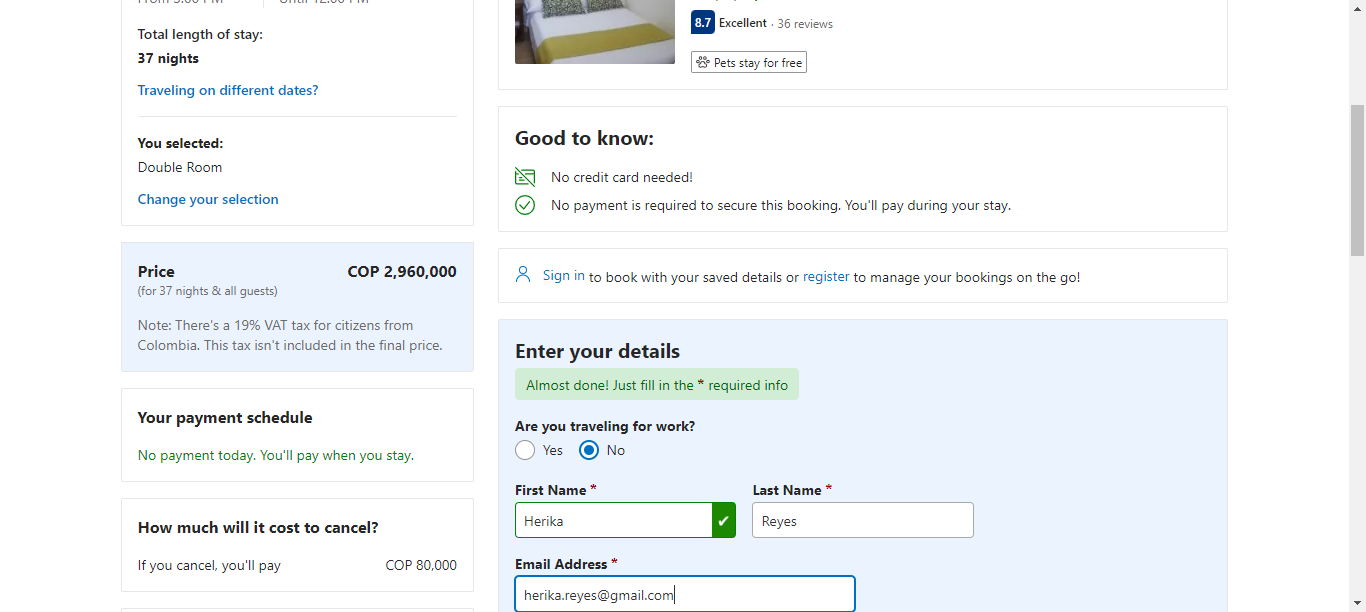 From 3:00 PM
Until 12:00 PM
Total length of stay:
37 nights
Traveling on different dates?
You selected:
Double Room
Change your selection
Price COP 2,960,000
(for 37 nights & all guests)
Note: There's a 19% VAT tax for citizens from
Colombia. This tax isn't included in the final price.
Your payment schedule
No payment today. You'll pay when you stay.
How much will it cost to cancel?
If you cancel, you'll pay COP 80,000
8.7 Excellent · 36 reviews
Pets stay for free
Good to know:
No credit card needed!
No payment is required to secure this booking. You'll pay during your stay.
Sign in to book with your saved details or register to manage your bookings on the go!
Enter your details
Almost done! Just fill in the * required info
Are you traveling for work?
Yes No
First Name * Last Name *
Herika Reyes
Email Address *
herika.reyes@gmail.com